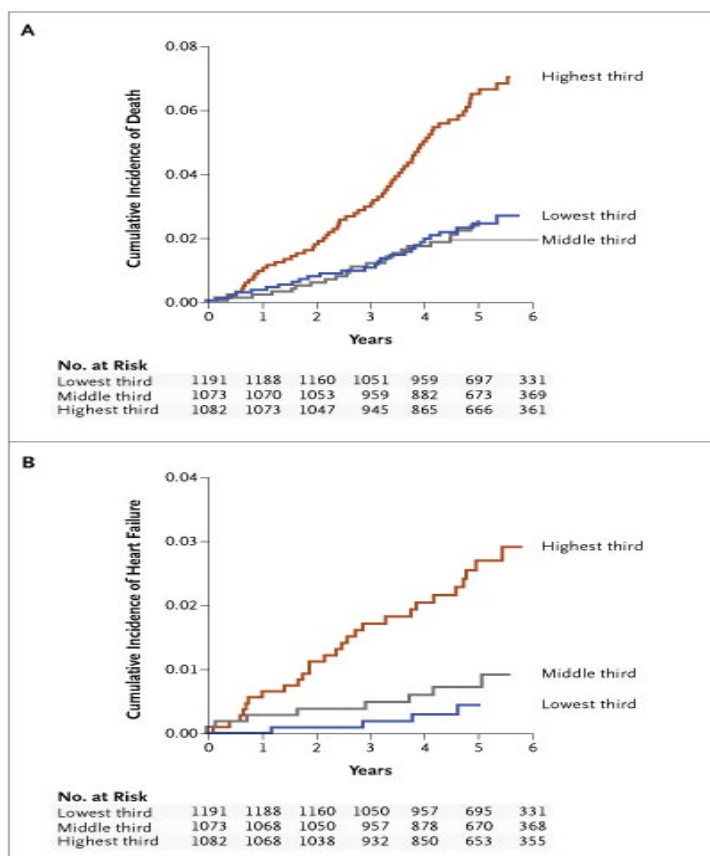 A
Cumulative Incidence of Death
0.08
0.06
0.04
0.02
0.00
Highest third
Lowest third
Middle third
0 1 2 3 4 5 6
Years
No. at Risk
Lowest third 1191 1188 1160 1051 959 697 331
Middle third 1073 1070 1053 959 882 673 369
Highest third 1082 1073 1047 945 865 666 361
B
Cumulative Incidence of Heart Failure
0.04
0.03
0.02
0.01
0.00
Highest third
Middle third
Lowest third
0 1 2 3 4 5 6
Years
No. at Risk
Lowest third 1191 1188 1160 1050 957 695 331
Middle third 1073 1068 1050 957 878 670 368
Highest third 1082 1068 1038 932 850 653 355